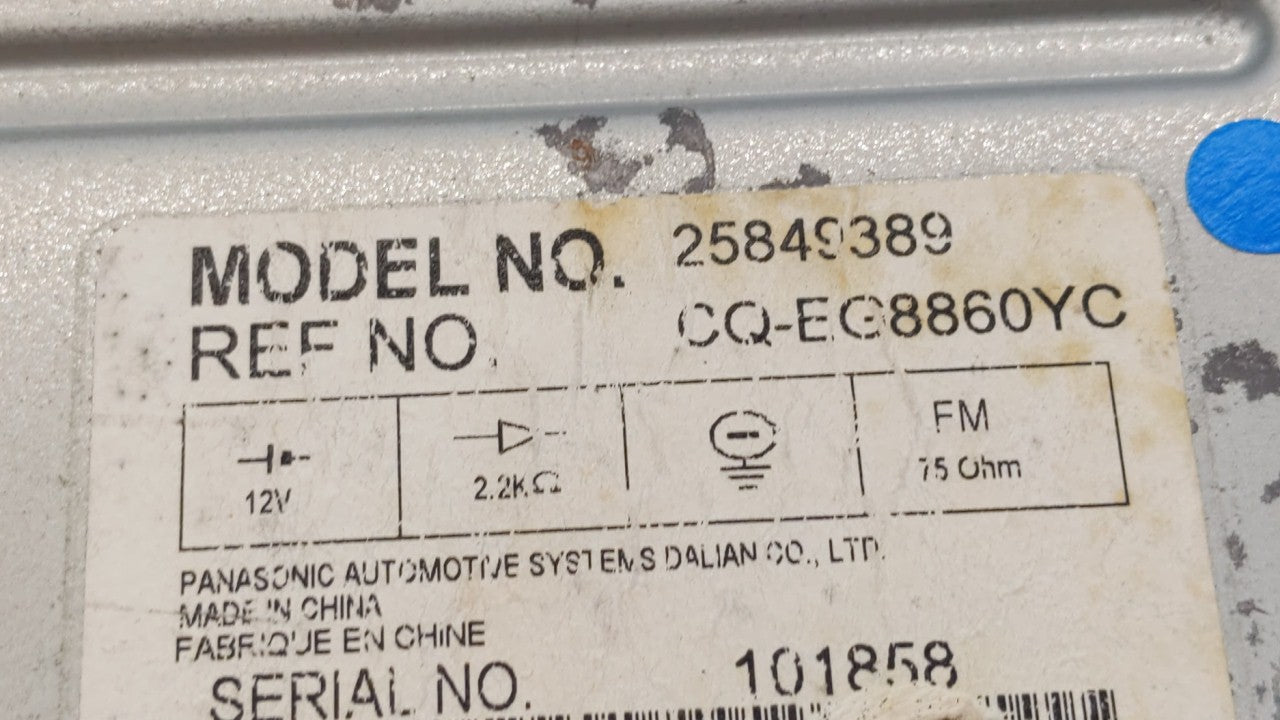 MODEL NO. 25849389
REF NO. CQ-EG8860YC
12V
2.2KΩ
FM
75 Ohm
PANASONIC AUTOMOTIVE SYSTEMS DALIAN CO., LTD.
MADE IN CHINA
FABRIQUE EN CHINE
SERIAL NO. 101858